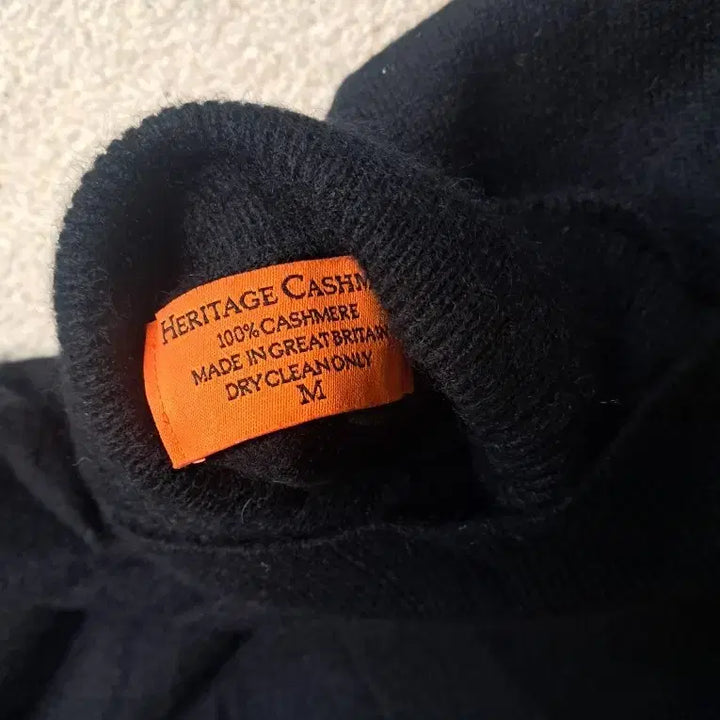 HERITAGE CASHM
100% CASHMERE
MADE IN GREAT BRITAIN
DRY CLEAN ONLY
M